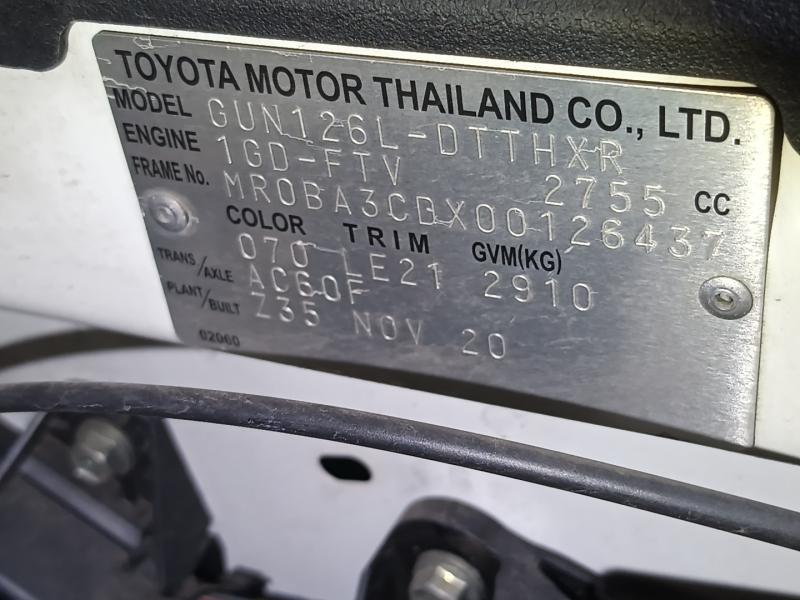 TOYOTA MOTOR THAILAND CO., LTD.
MODEL GUN126L-DTTHXR
ENGINE 1GD-FTV 2755 CC
FRAME No. MR0BA3CDX00126437
COLOR TRIM GVM(KG)
070 LE21 2910
TRANS/AXLE AC60F
PLANT/BUILT Z35 NOV 20
62060